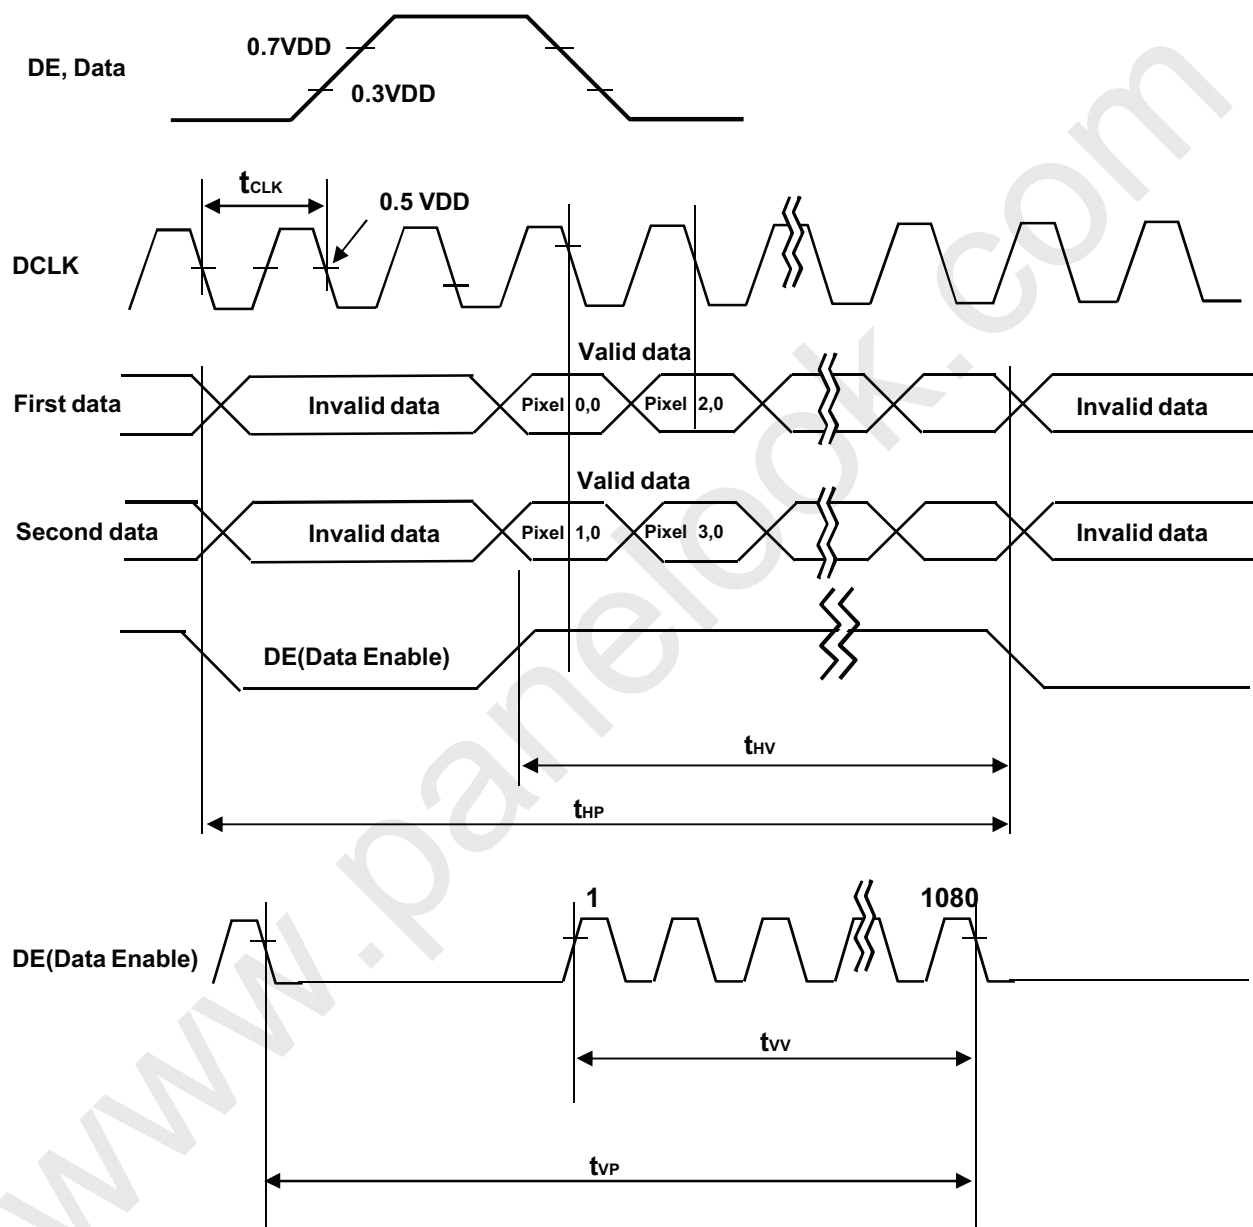 0.7VDD
DE, Data
0.3VDD
tCLK
0.5 VDD
DCLK
Valid data
First data
Invalid data
Pixel 0,0
Pixel 2,0
Invalid data
Valid data
Second data
Invalid data
Pixel 1,0
Pixel 3,0
Invalid data
DE(Data Enable)
tHV
tHP
1
1080
DE(Data Enable)
tVV
tVP
www.panelook.com